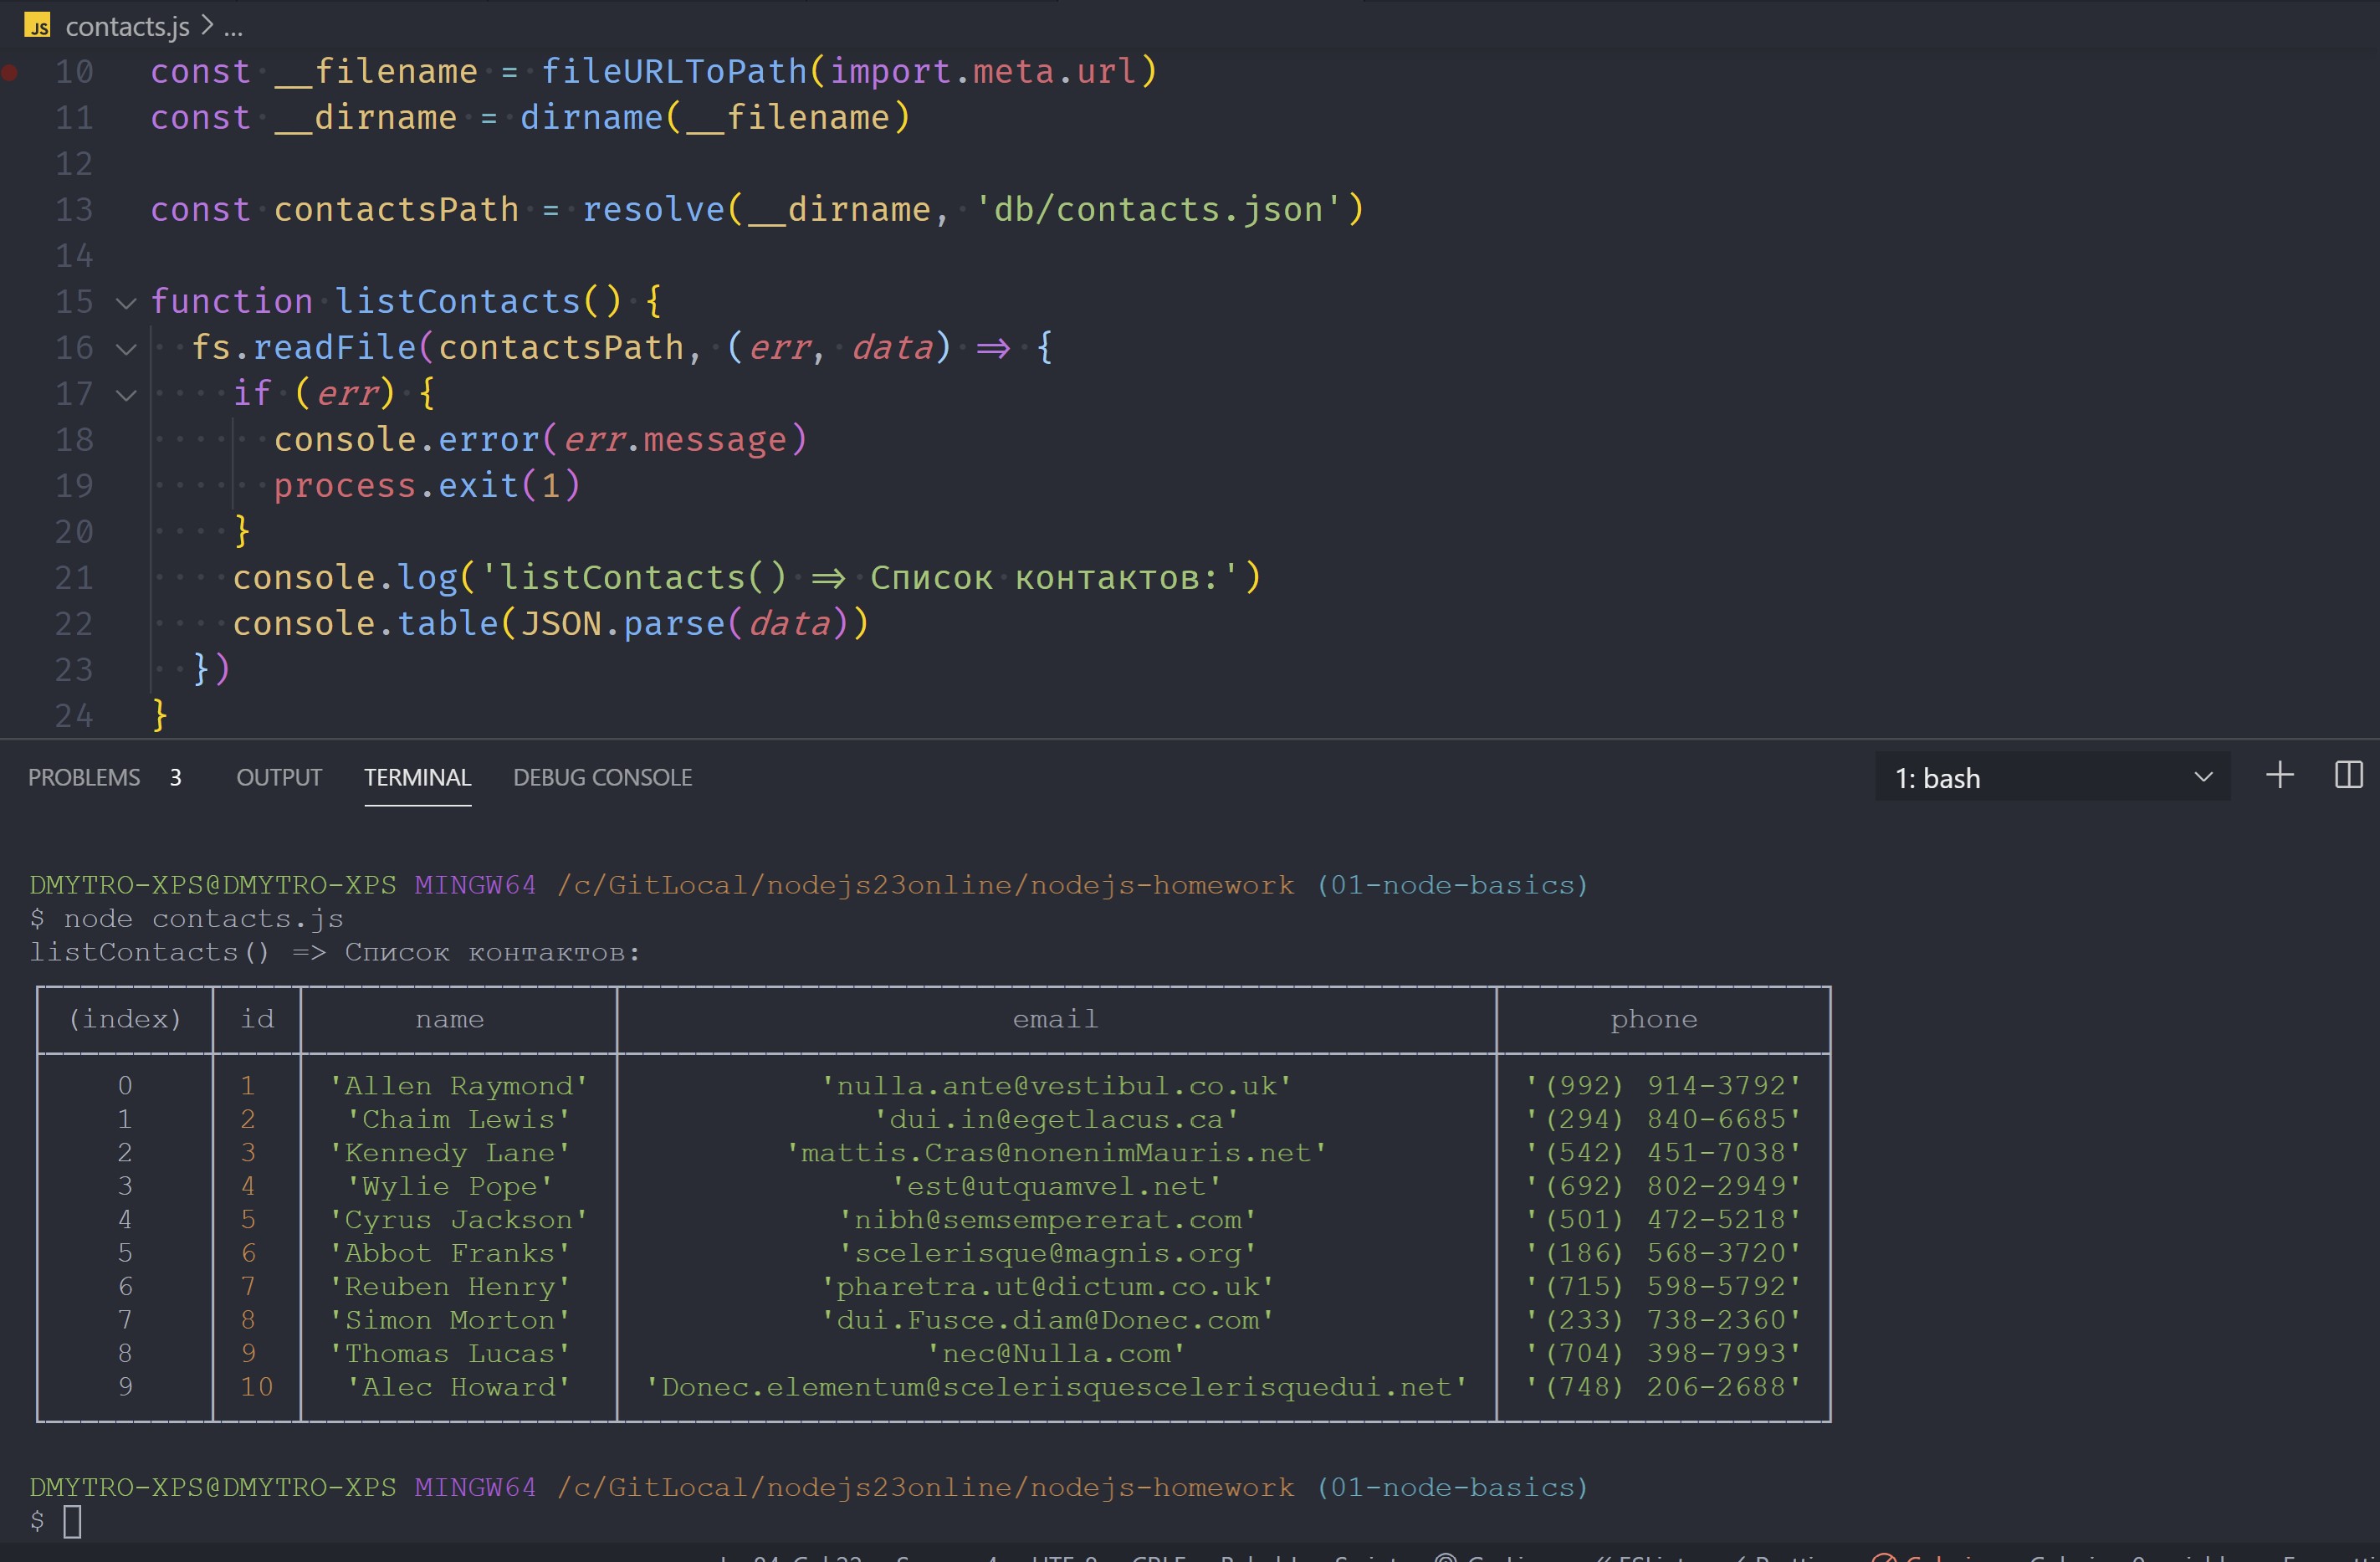 JS contacts.js > ...
10 const __filename = fileURLToPath(import.meta.url)
11 const __dirname = dirname(__filename)
12
13 const contactsPath = resolve(__dirname, 'db/contacts.json')
14
15 function listContacts() {
16 fs.readFile(contactsPath, (err, data) => {
17 if (err) {
18 console.error(err.message)
19 process.exit(1)
20 }
21 console.log('listContacts() => Список контактов:')
22 console.table(JSON.parse(data))
23 })
24 }
PROBLEMS 3 OUTPUT TERMINAL DEBUG CONSOLE 1: bash
DMYTRO-XPS@DMYTRO-XPS MINGW64 /c/GitLocal/nodejs23online/nodejs-homework (01-node-basics)
$ node contacts.js
listContacts() => Список контактов:
(index) id name email phone
0 1 'Allen Raymond' 'nulla.ante@vestibul.co.uk' '(992) 914-3792'
1 2 'Chaim Lewis' 'dui.in@egetlacus.ca' '(294) 840-6685'
2 3 'Kennedy Lane' 'mattis.Cras@nonenimMauris.net' '(542) 451-7038'
3 4 'Wylie Pope' 'est@utquamvel.net' '(692) 802-2949'
4 5 'Cyrus Jackson' 'nibh@semsempererat.com' '(501) 472-5218'
5 6 'Abbot Franks' 'scelerisque@magnis.org' '(186) 568-3720'
6 7 'Reuben Henry' 'pharetra.ut@dictum.co.uk' '(715) 598-5792'
7 8 'Simon Morton' 'dui.Fusce.diam@Donec.com' '(233) 738-2360'
8 9 'Thomas Lucas' 'nec@Nulla.com' '(704) 398-7993'
9 10 'Alec Howard' 'Donec.elementum@scelerisquescelerisquedui.net' '(748) 206-2688'
DMYTRO-XPS@DMYTRO-XPS MINGW64 /c/GitLocal/nodejs23online/nodejs-homework (01-node-basics)
$